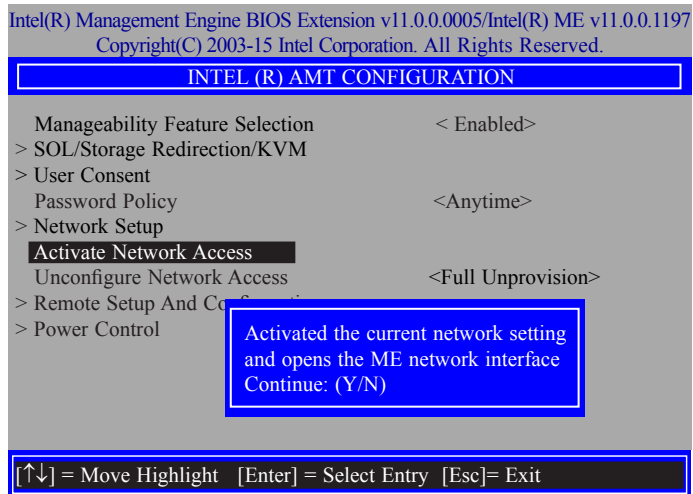 Intel(R) Management Engine BIOS Extension v11.0.0.0005/Intel(R) ME v11.0.0.1197
Copyright(C) 2003-15 Intel Corporation. All Rights Reserved.
INTEL (R) AMT CONFIGURATION
Manageability Feature Selection < Enabled>
> SOL/Storage Redirection/KVM
> User Consent
Password Policy <Anytime>
> Network Setup
Activate Network Access
Unconfigure Network Access <Full Unprovision>
> Remote Setup And
> Power Control
Activated the current network setting
and opens the ME network interface
Continue: (Y/N)
[↑↓] = Move Highlight [Enter] = Select Entry [Esc]= Exit